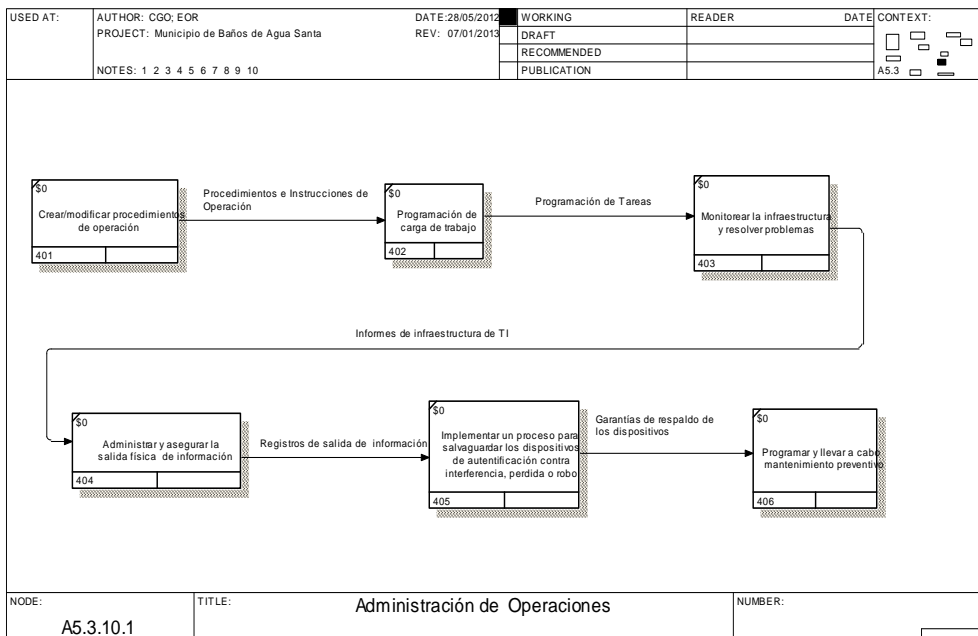 USED AT:
AUTHOR: CGO; EOR
DATE:28/05/2012
PROJECT: Municipio de Baños de Agua Santa
REV: 07/01/2013
NOTES: 1 2 3 4 5 6 7 8 9 10
WORKING
DRAFT
RECOMMENDED
PUBLICATION
READER
DATE
CONTEXT:
A5.3
$0
Crear/modificar procedimientos
de operación
401
Procedimientos e Instrucciones de
Operación
$0
Programación de
carga de trabajo
402
Programación de Tareas
$0
Monitorear la infraestructura
y resolver problemas
403
Informes de infraestructura de TI
$0
Administrar y asegurar la
salida física de información
404
Registros de salida de información
$0
Implementar un proceso para
salvaguardar los dispositivos
de autentificación contra
interferencia, perdida o robo
405
Garantías de respaldo de
los dispositivos
$0
Programar y llevar a cabo
mantenimiento preventivo
406
NODE:
A5.3.10.1
TITLE:
Administración de Operaciones
NUMBER: